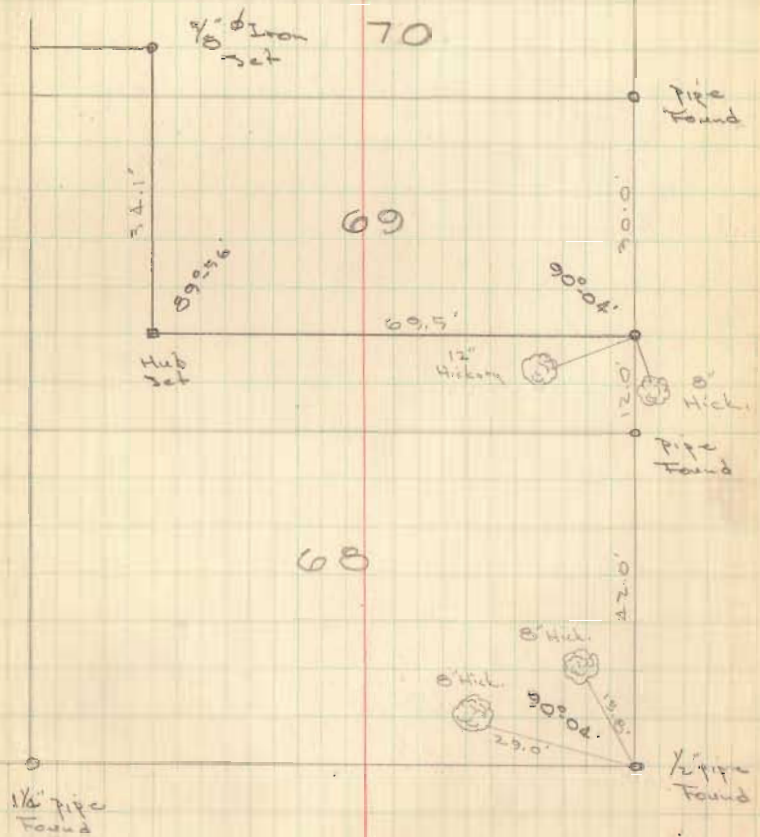 5/8" ϕ Iron
Set
70
Pipe
Found
34.1'
69
30.0'
89°-56'
90°-04'
69.5'
Hub
Set
12"
Hickory
8"
Hick.
12.0'
Pipe
Found
68
42.0'
8" Hick.
8" Hick.
90°-04'
29.0'
1/2" pipe
Found
1 1/4" pipe
Found